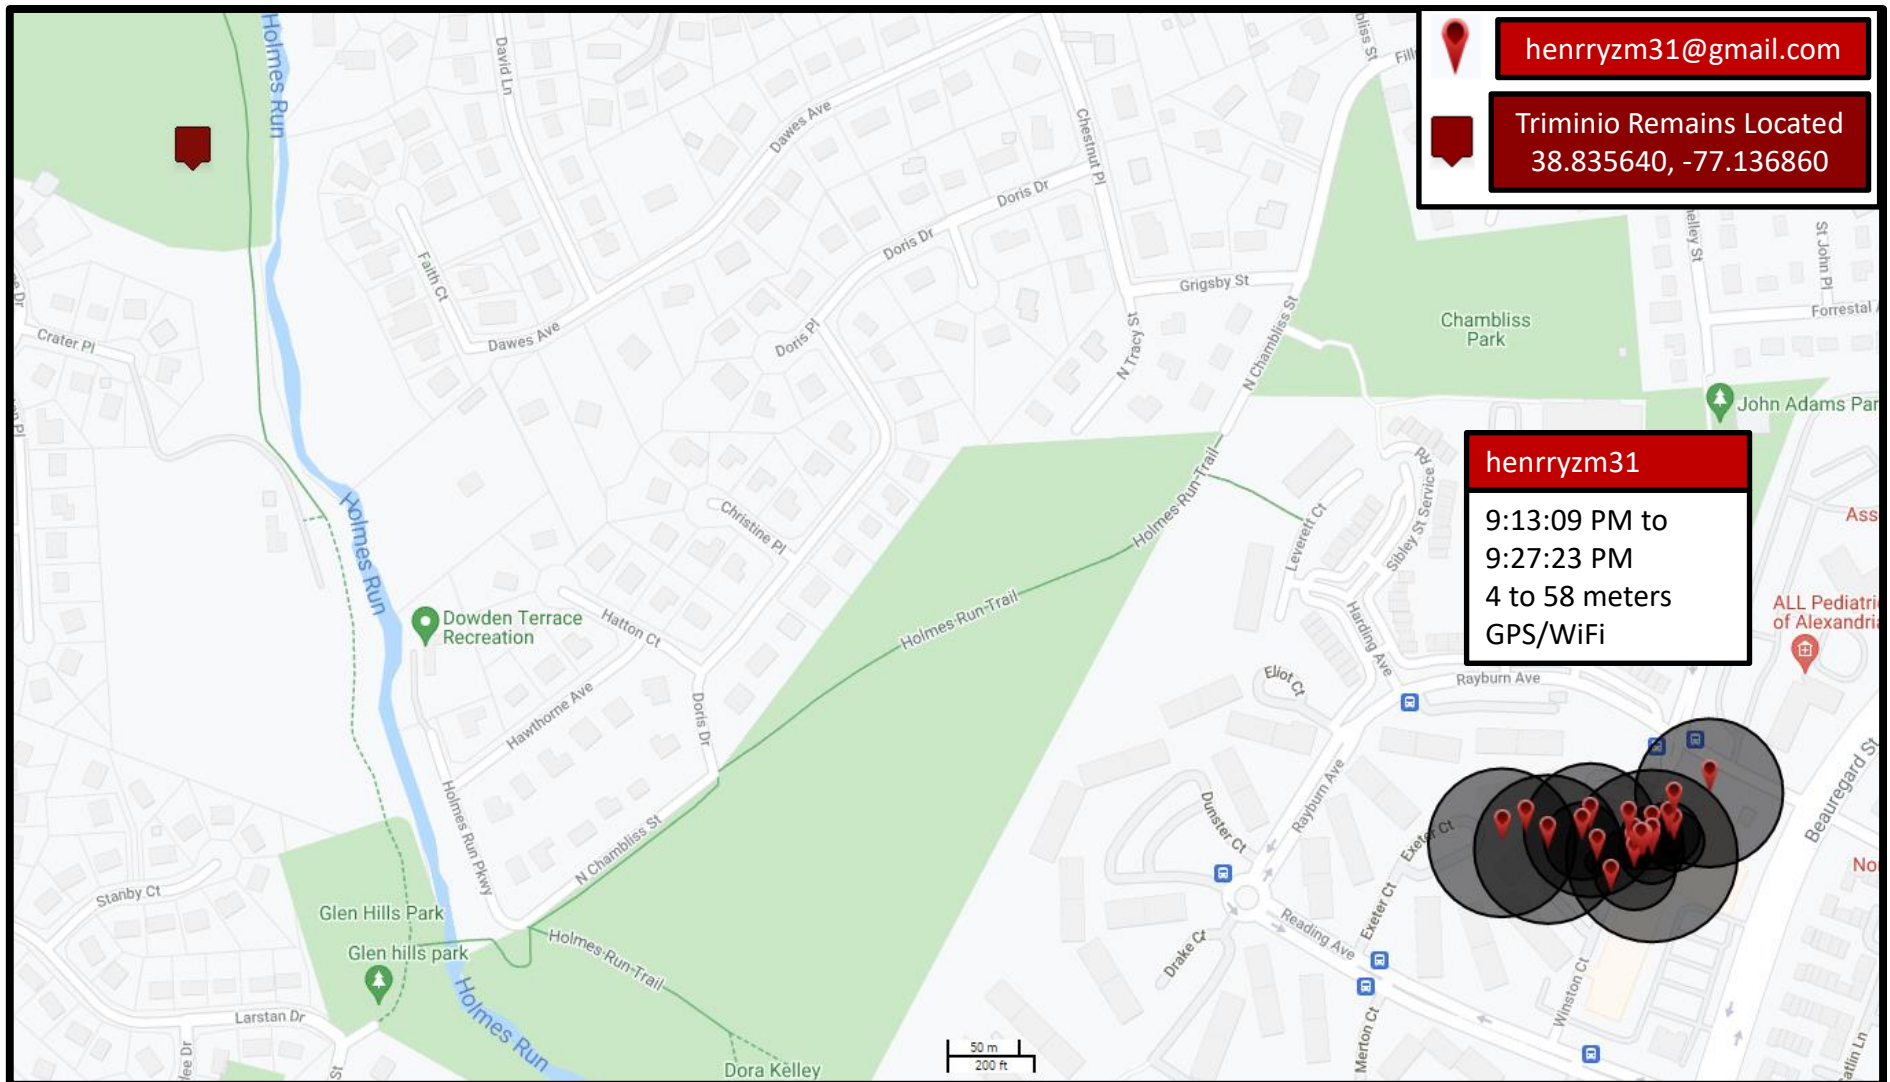 henrryzm31@gmail.com
Triminio Remains Located
38.835640, -77.136860
henrryzm31
9:13:09 PM to
9:27:23 PM
4 to 58 meters
GPS/WiFi
Holmes Run
David Ln
Dawes Ave
Chestnut Pl
Doris Dr
Doris Dr
Faith Ct
Dawes Ave
Doris Pl
N Tracy St
Grigsby St
N Chambliss St
Chambliss
Park
St John Pl
Forrestal
John Adams Par
Crater Pl
Holmes Run
Christine Pl
Holmes-Run-Trail
Leverett Ct
Sibley St Service Rd
Dowden Terrace
Recreation
Hatton Ct
Holmes-Run-Trail
Harding Ave
ALL Pediatri
of Alexandria
Eliot Ct
Rayburn Ave
Hawthorne Ave
Doris Dr
Holmes Run Pkwy
N Chambliss St
Dunster Ct
Rayburn Ave
Exeter Ct
Beauregard St
Stanby Ct
Glen Hills Park
Glen hills park
Holmes-Run-Trail
Drake Ct
Reading Ave
Exeter Ct
Winston Ct
Merton Ct
Larstan Dr
Holmes Run
Dora Kelley
50 m
200 ft